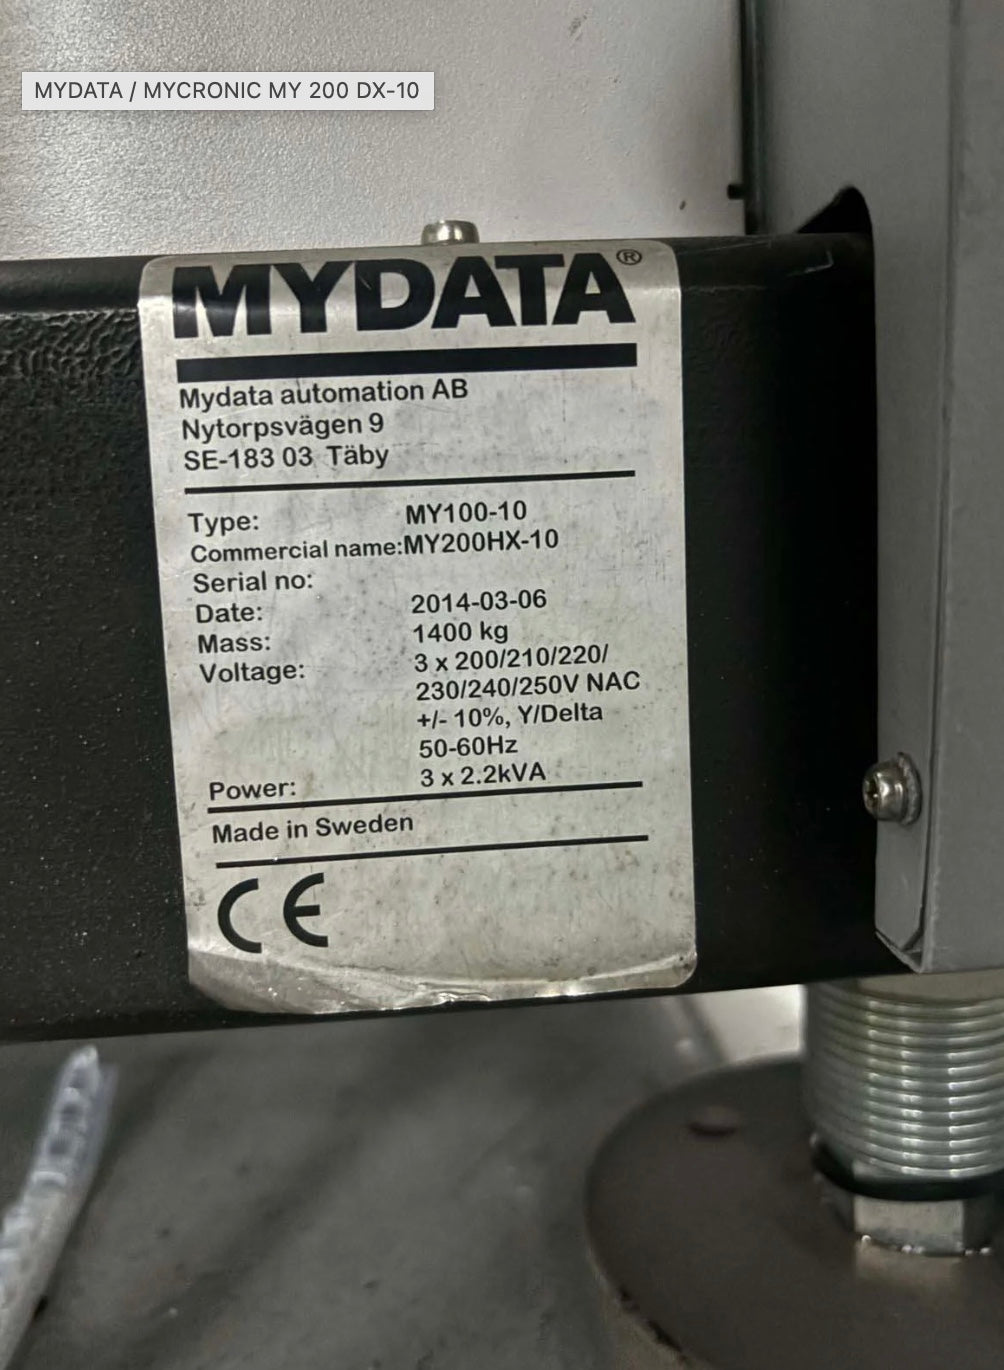 MYDATA / MYCRONIC MY 200 DX-10
MYDATA®
Mydata automation AB
Nytorpsvägen 9
SE-183 03 Täby
Type: MY100-10
Commercial name:MY200HX-10
Serial no:
Date: 2014-03-06
Mass: 1400 kg
Voltage: 3 x 200/210/220/
230/240/250V NAC
+/- 10%, Y/Delta
50-60Hz
Power: 3 x 2.2kVA
Made in Sweden
CE